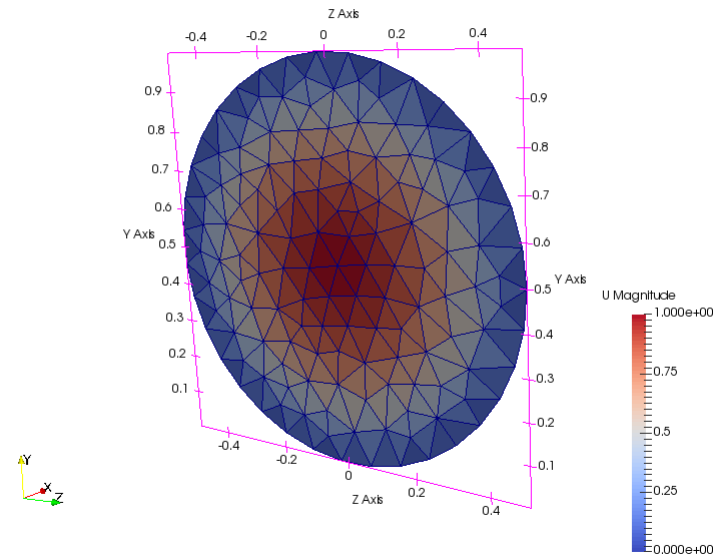 Z Axis
-0.4 -0.2 0 0.2 0.4
0.9 0.9
0.8 0.8
0.7 0.7
0.6 0.6
Y Axis 0.5
0.5 Y Axis
0.4 0.4
0.3 0.3
0.2 0.2
0.1 0.1
-0.4 -0.2 0 0.2 0.4
Z Axis
U Magnitude
1.000e+00
0.75
0.5
0.25
0.000e+00
Y
X
Z